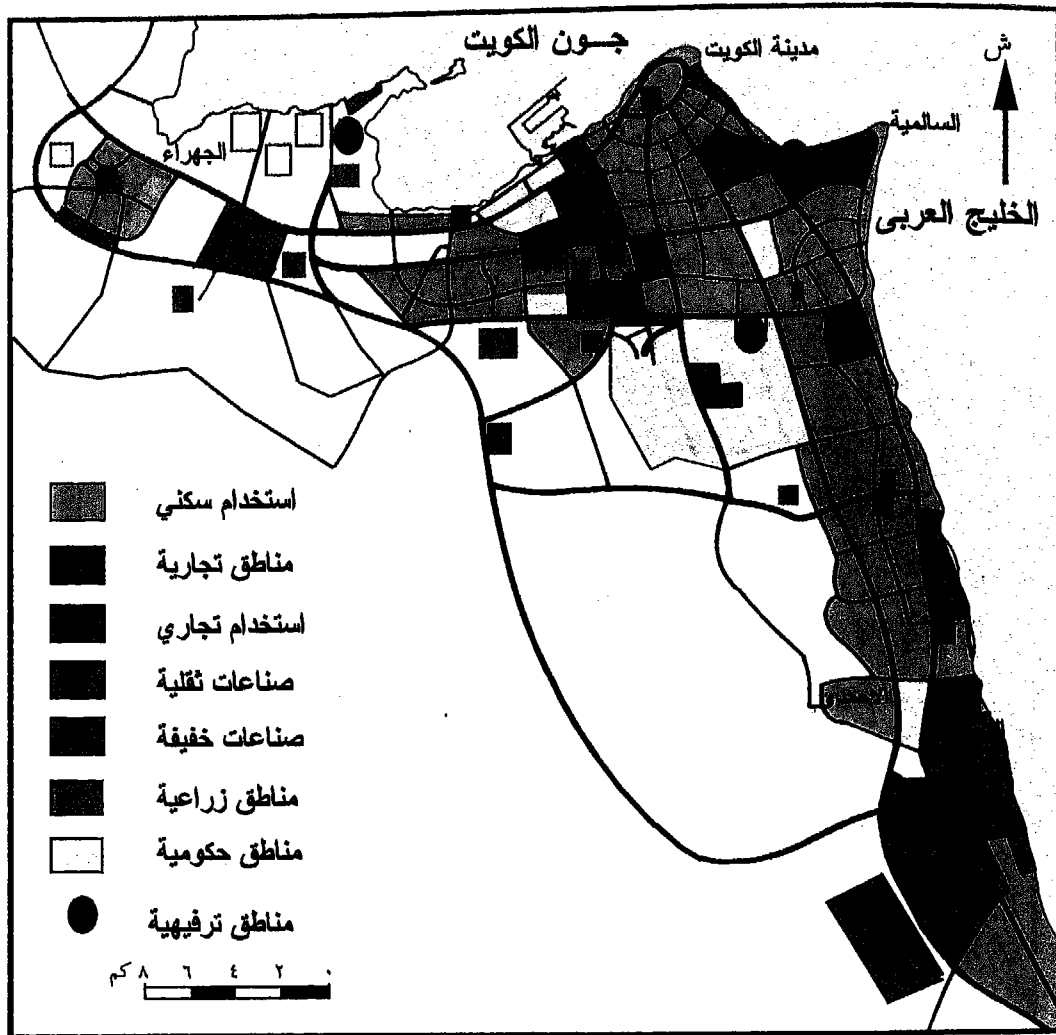 جـــون الكويت
مدينة الكويت
ش
السالمية
الجهراء
الخليج العربى
استخدام سكني
مناطق تجارية
استخدام تجاري
صناعات ثقلية
صناعات خفيفة
مناطق زراعية
مناطق حكومية
مناطق ترفيهية
٠ ٢ ٤ ٦ ٨ كم